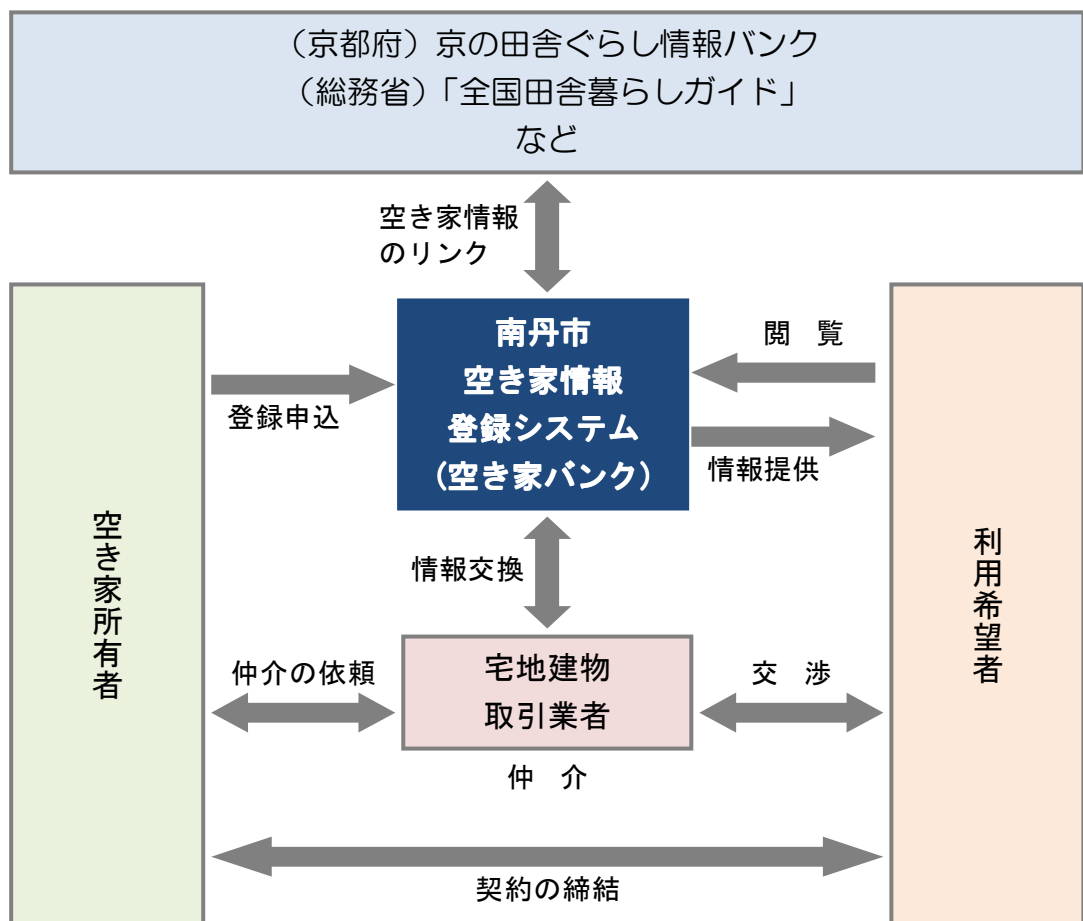 （京都府）京の田舎ぐらし情報バンク
（総務省）「全国田舎暮らしガイド」
など
空き家情報
のリンク
南丹市
空き家情報
登録システム
（空き家バンク）
登録申込
閲　覧
情報提供
空き家所有者
利用希望者
情報交換
仲介の依頼
宅地建物
取引業者
交　渉
仲　介
契約の締結